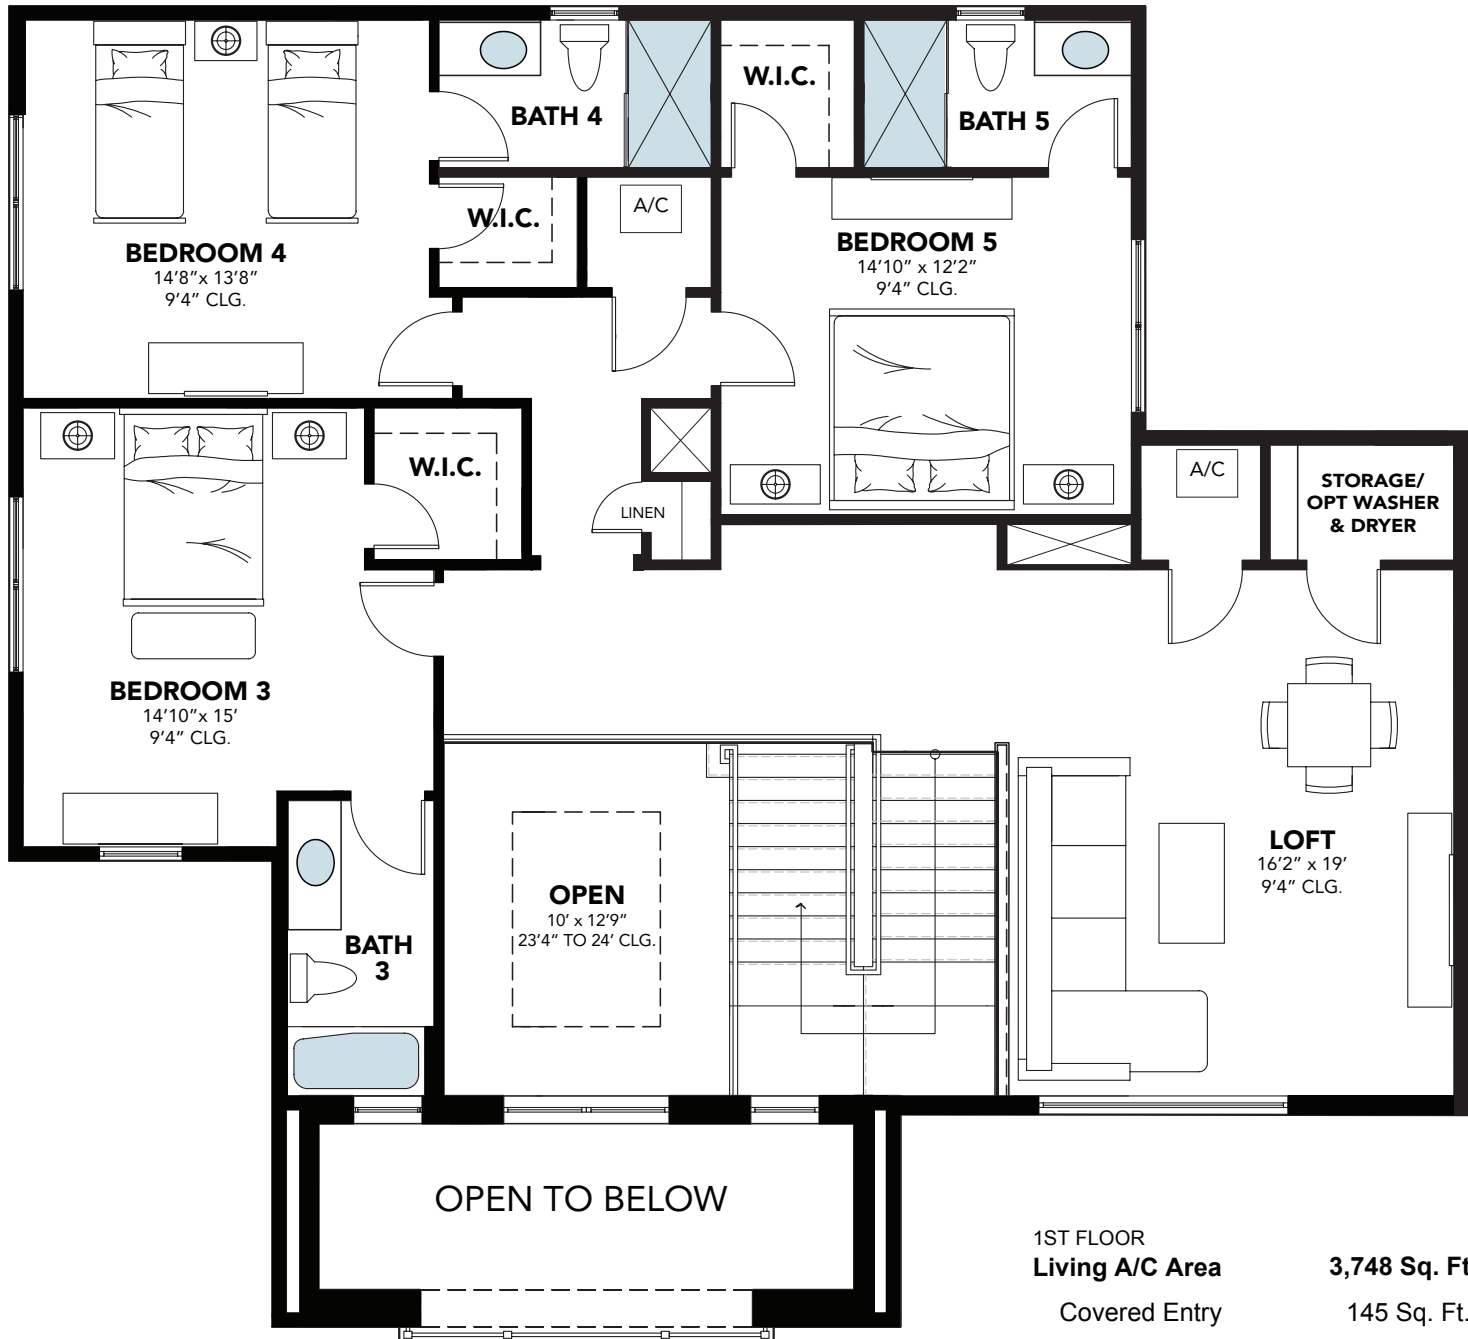 W.I.C.
BATH 4
BATH 5
W.I.C.
A/C
BEDROOM 4
14'8"x 13'8"
9'4" CLG.
BEDROOM 5
14'10" x 12'2"
9'4" CLG.
W.I.C.
A/C
STORAGE/
OPT WASHER
& DRYER
LINEN
BEDROOM 3
14'10"x 15'
9'4" CLG.
LOFT
16'2" x 19'
9'4" CLG.
OPEN
10' x 12'9"
23'4" TO 24' CLG.
BATH
3
OPEN TO BELOW
1ST FLOOR
Living A/C Area 3,748 Sq. Ft
Covered Entry 145 Sq. Ft.